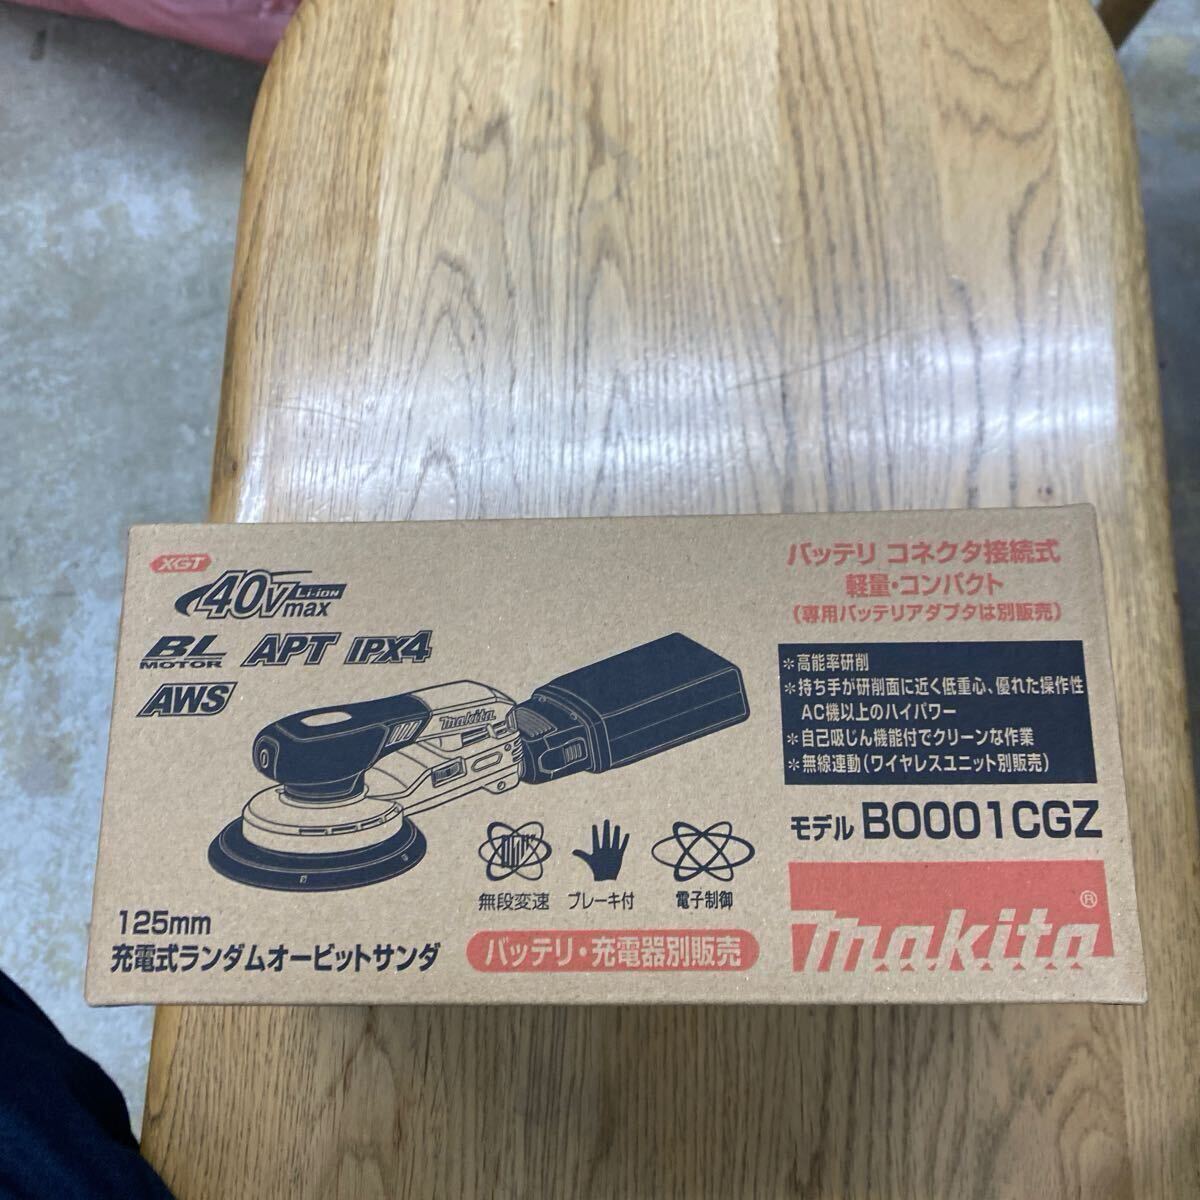 XGT
40Vmax Li-ion
BL MOTOR APT IPX4
AWS
makita
125mm
充電式ランダムオービットサンダ
無段変速 ブレーキ付 電子制御
バッテリ・充電器別販売
バッテリ コネクタ接続式
軽量・コンパクト
(専用バッテリアダプタは別販売)
*高能率研削
*持ち手が研削面に近く低重心、優れた操作性
AC機以上のハイパワー
*自己吸じん機能付でクリーンな作業
*無線連動(ワイヤレスユニット別販売)
モデル BO001CGZ
makita®